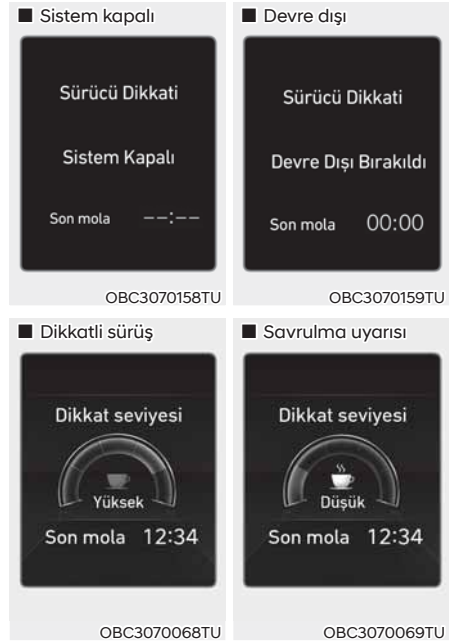 ■ Sistem kapalı
Sürücü Dikkati
Sistem Kapalı
Son mola --:--
OBC3070158TU
■ Devre dışı
Sürücü Dikkati
Devre Dışı Bırakıldı
Son mola 00:00
OBC3070159TU
■ Dikkatli sürüş
Dikkat seviyesi
Yüksek
Son mola 12:34
OBC3070068TU
■ Savrulma uyarısı
Dikkat seviyesi
Düşük
Son mola 12:34
OBC3070069TU